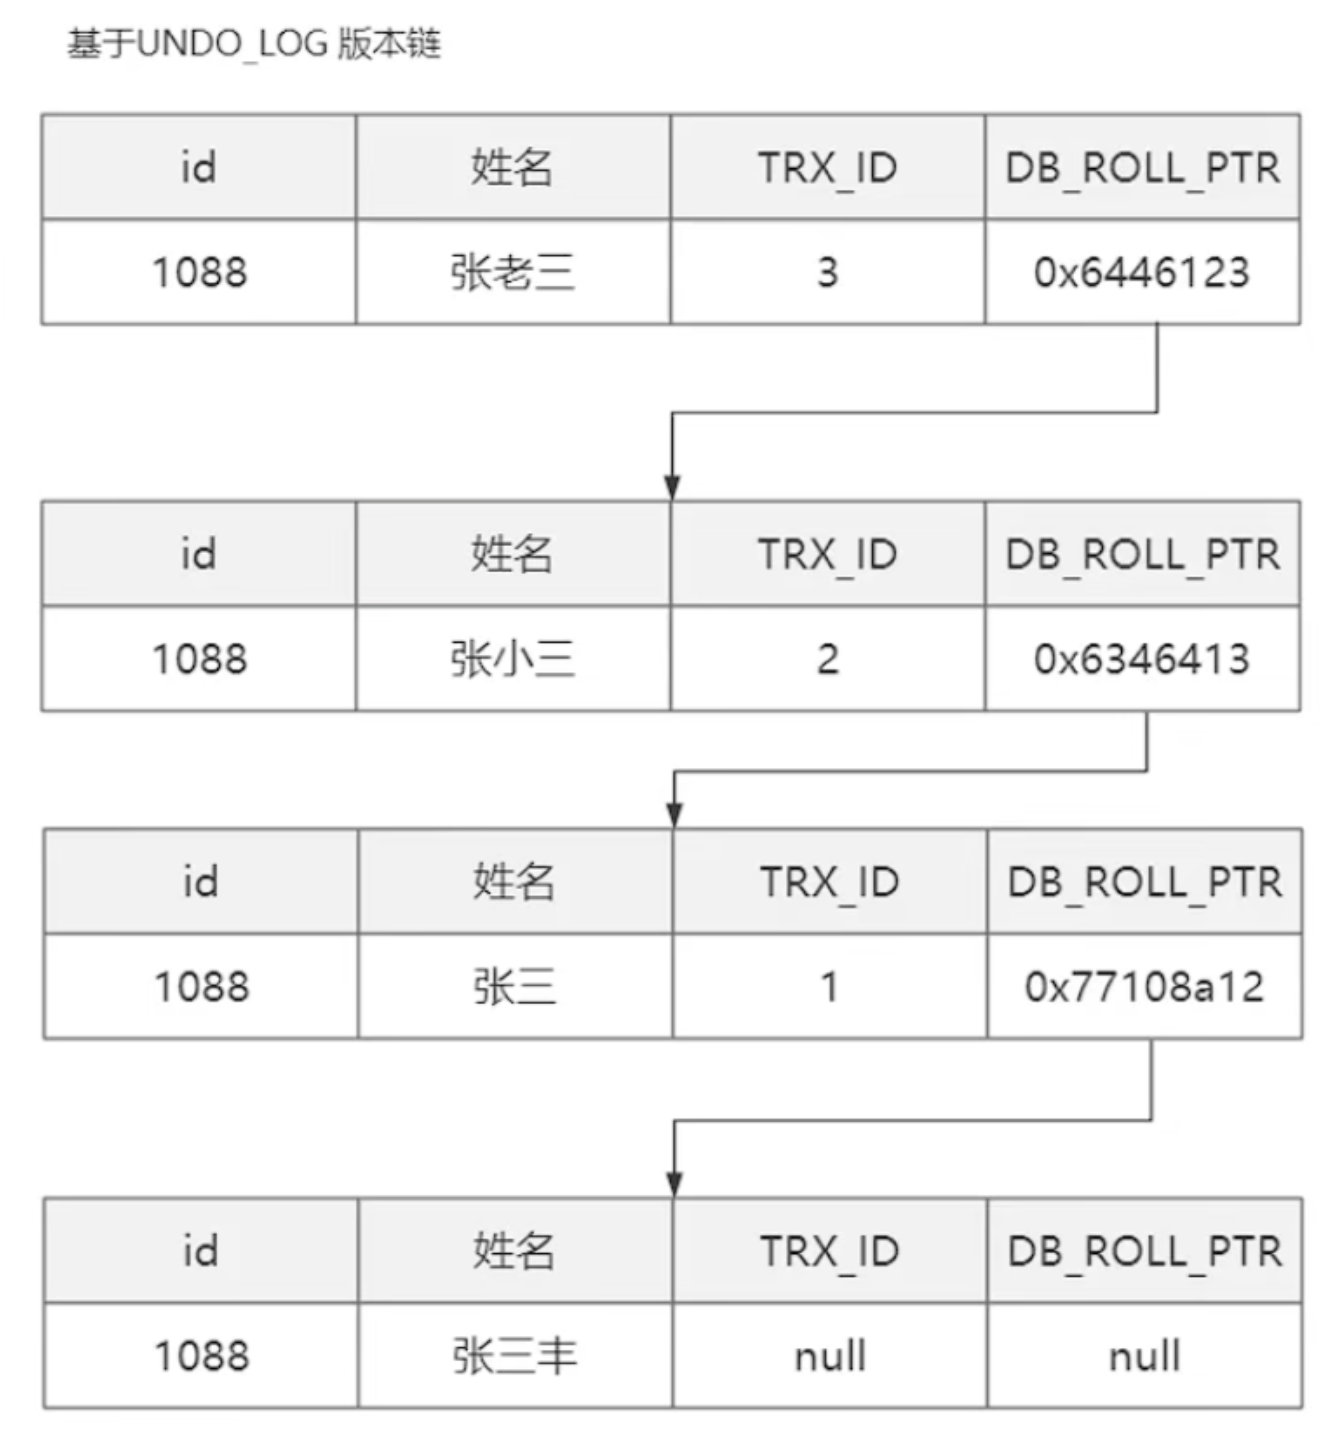 基于UNDO_LOG 版本链
id 姓名 TRX_ID DB_ROLL_PTR
1088 张老三 3 0x6446123
id 姓名 TRX_ID DB_ROLL_PTR
1088 张小三 2 0x6346413
id 姓名 TRX_ID DB_ROLL_PTR
1088 张三 1 0x77108a12
id 姓名 TRX_ID DB_ROLL_PTR
1088 张三丰 null null